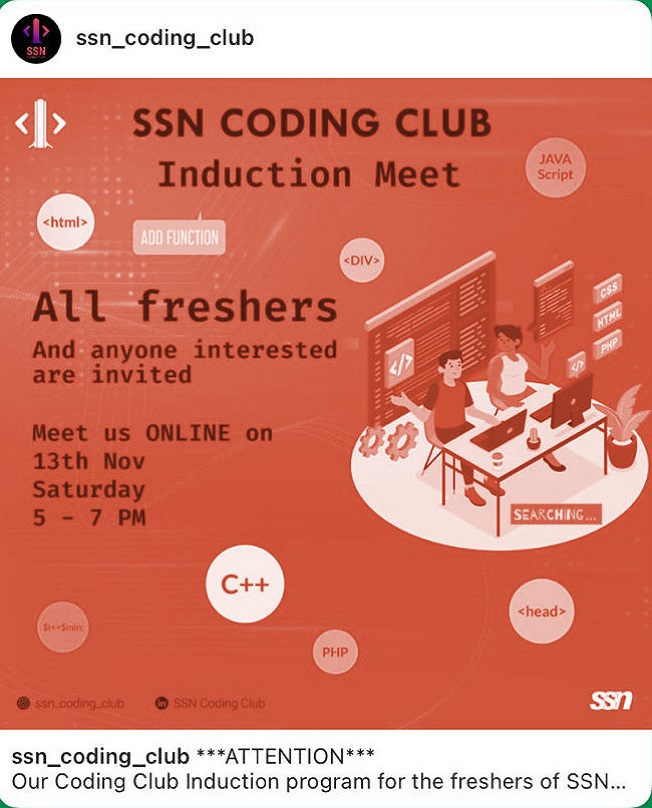 SSN
ssn_coding_club
SSN CODING CLUB
Induction Meet
JAVA
Script
<html>
ADD FUNCTION
<DIV>
All freshers
And anyone interested
are invited
CSS
HTML
PHP
</>
</>
Meet us ONLINE on
13th Nov
Saturday
5 - 7 PM
SEARCHING...
C++
<head>
$i<=$min;
PHP
ssn_coding_club
in SSN Coding Club
ssn
ssn_coding_club ***ATTENTION***
Our Coding Club Induction program for the freshers of SSN...